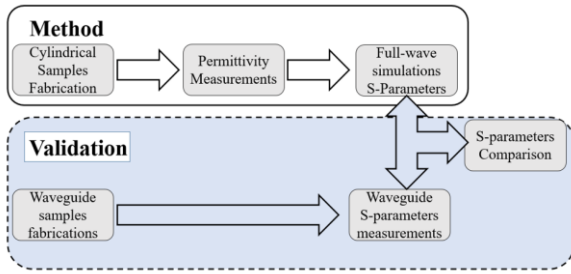 Method
Cylindrical
Samples
Fabrication
Permittivity
Measurements
Full-wave
simulations
S-Parameters
Validation
S-parameters
Comparison
Waveguide
samples
fabrications
Waveguide
S-parameters
measurements